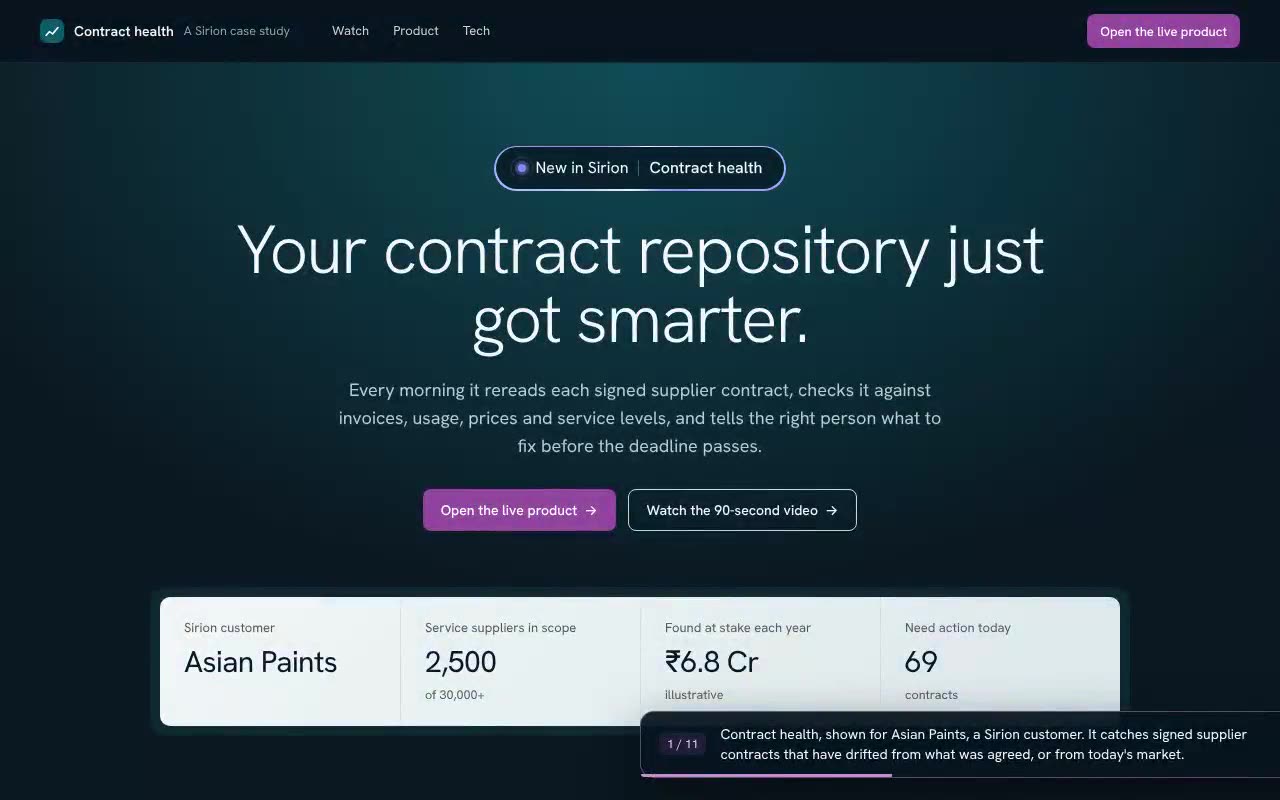 Contract health A Sirion case study Watch Product Tech Open the live product
New in Sirion | Contract health
Your contract repository just
got smarter.
Every morning it rereads each signed supplier contract, checks it against
invoices, usage, prices and service levels, and tells the right person what to
fix before the deadline passes.
Open the live product → Watch the 90-second video →
Sirion customer
Asian Paints
Service suppliers in scope
2,500
of 30,000+
Found at stake each year
₹6.8 Cr
illustrative
Need action today
69
contracts
1 / 11
Contract health, shown for Asian Paints, a Sirion customer. It catches signed supplier
contracts that have drifted from what was agreed, or from today's market.